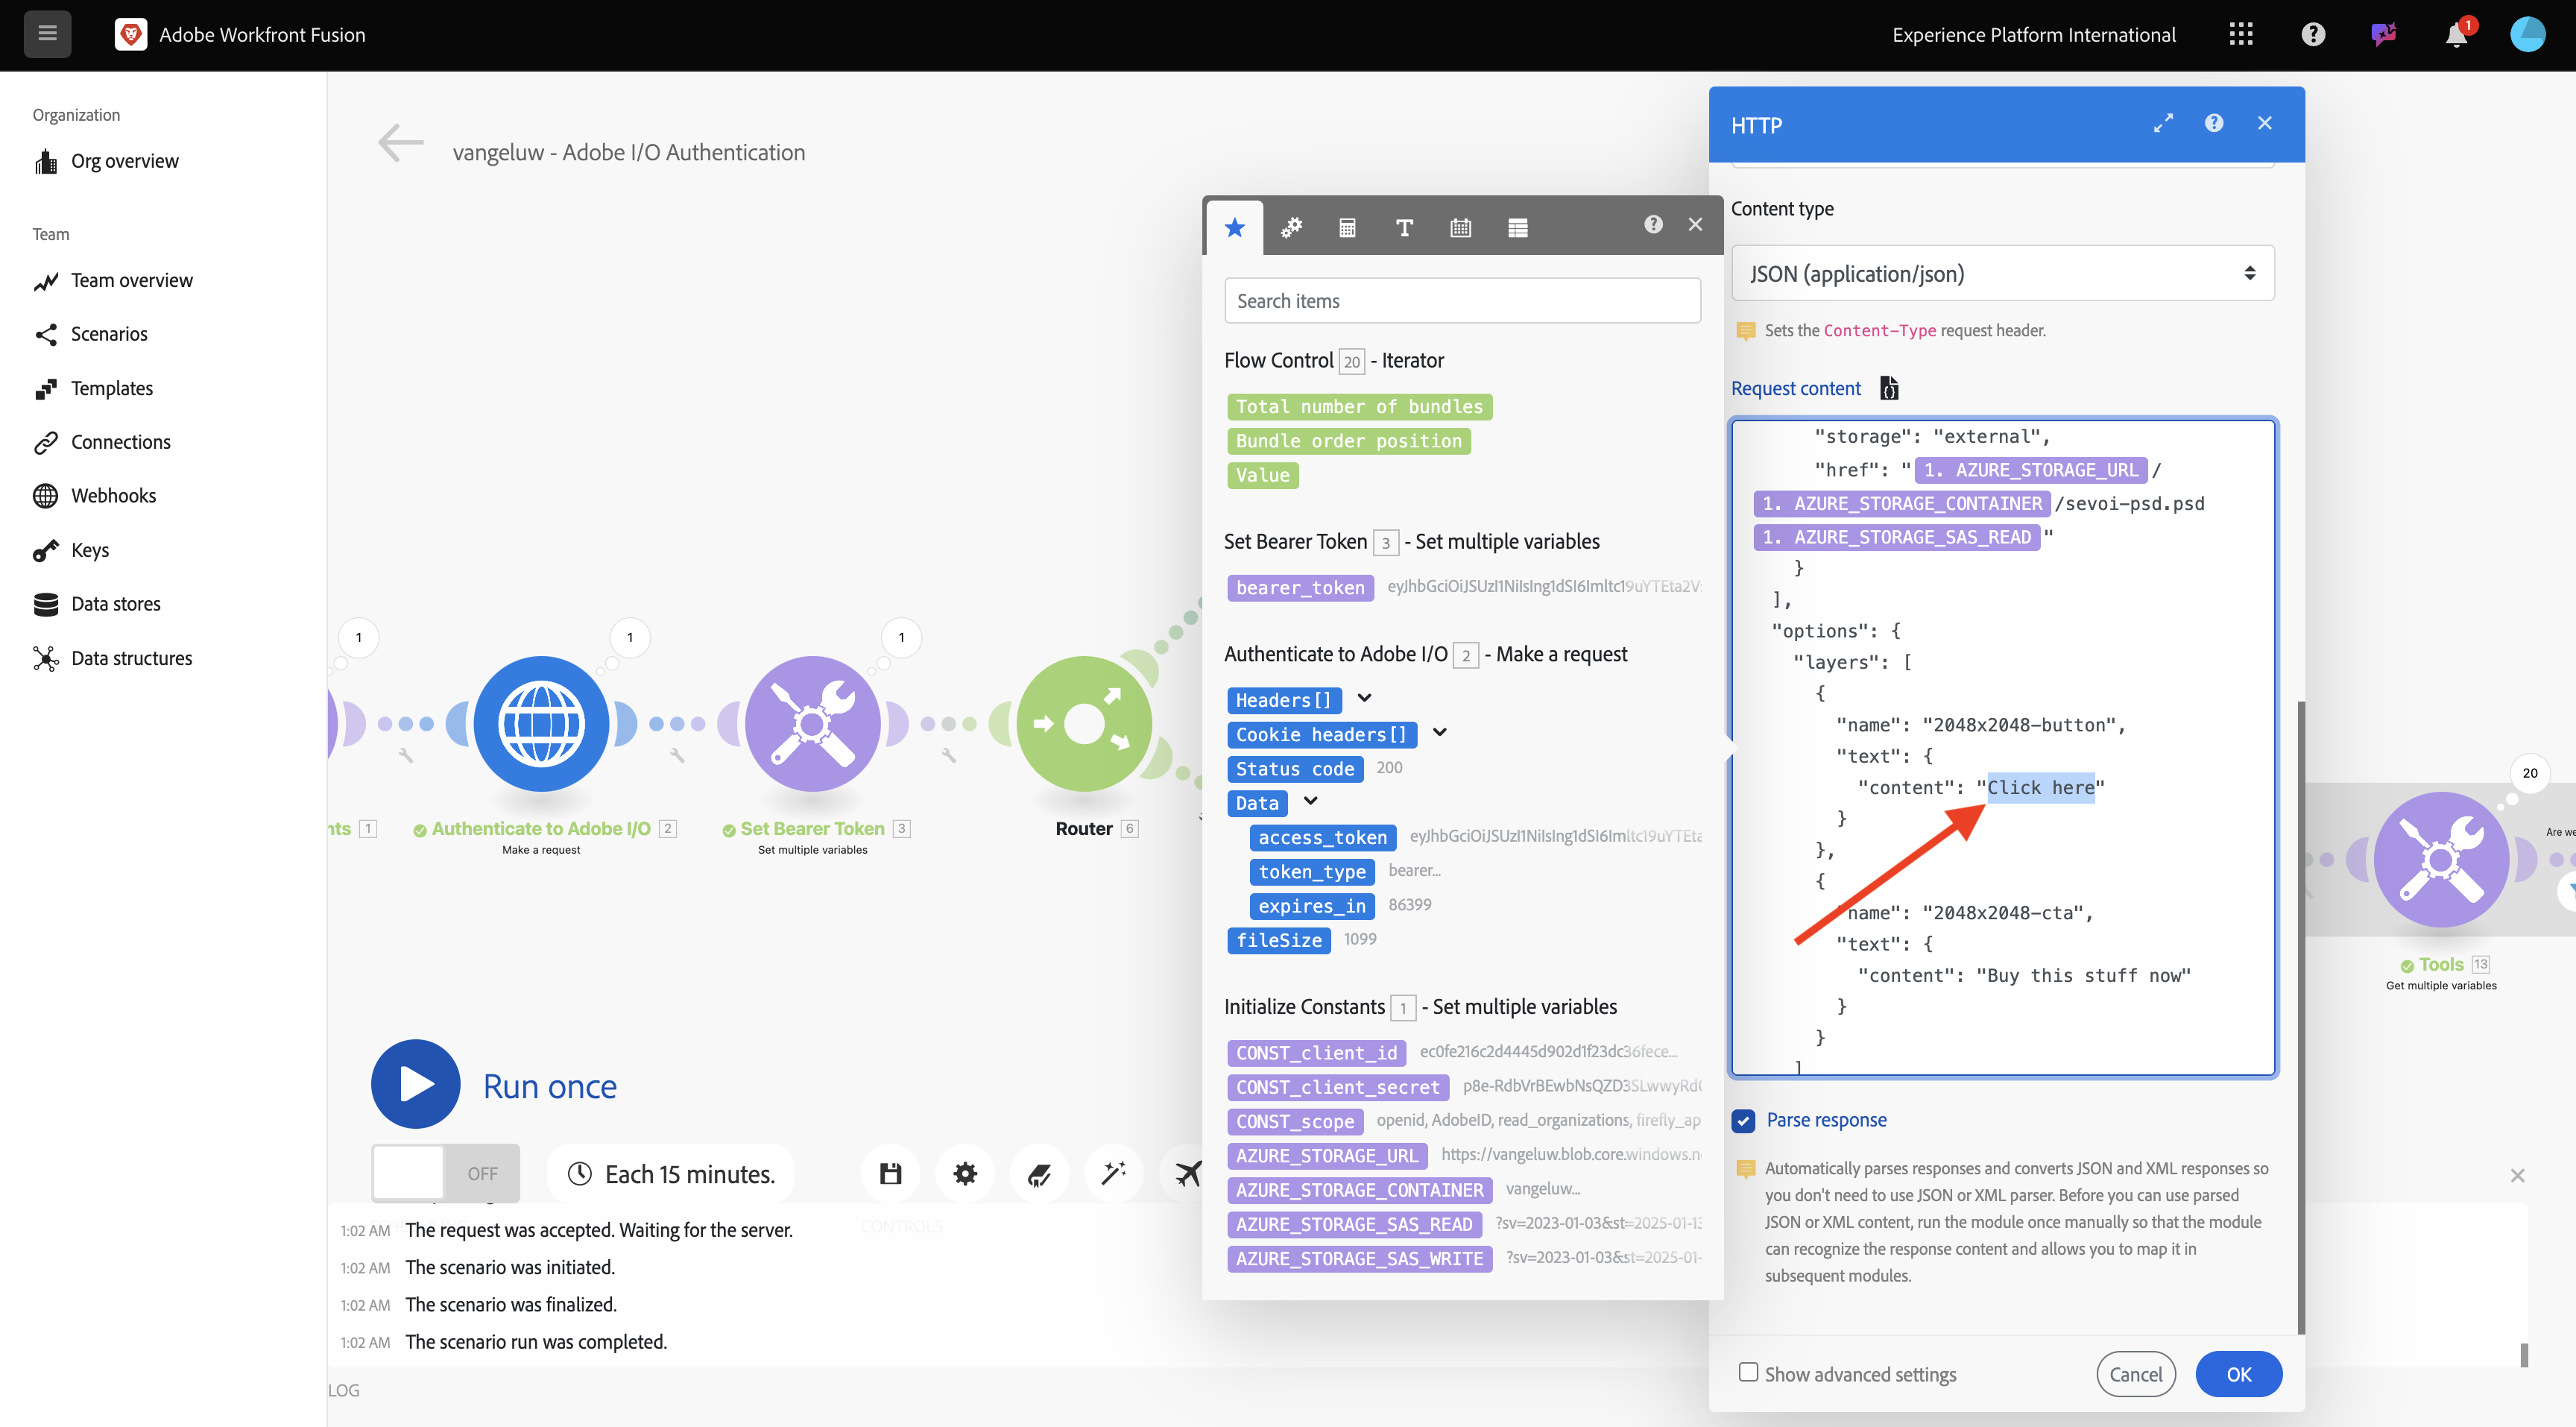 Adobe Workfront Fusion
Experience Platform International
1
Organization
Org overview
Team
Team overview
Scenarios
Templates
Connections
Webhooks
Keys
Data stores
Data structures
vangeluw - Adobe I/O Authentication
1
1
1
nts 1
Authenticate to Adobe I/O 2
Make a request
Set Bearer Token 3
Set multiple variables
Router 6
Run once
OFF
Each 15 minutes.
CONTROLS
1:02 AM The request was accepted. Waiting for the server.
1:02 AM The scenario was initiated.
1:02 AM The scenario was finalized.
1:02 AM The scenario run was completed.
LOG
Search items
Flow Control 20 - Iterator
Total number of bundles
Bundle order position
Value
Set Bearer Token 3 - Set multiple variables
bearer_token
Authenticate to Adobe I/O 2 - Make a request
Headers[]
Cookie headers[]
Status code 200
Data
access_token
token_type bearer...
expires_in 86399
fileSize 1099
Initialize Constants 1 - Set multiple variables
CONST_client_id ec0fe216c2d4445d902d1f23dc36fece...
CONST_client_secret
CONST_scope openid, AdobeID, read_organizations, firefly_ap
AZURE_STORAGE_URL https://vangeluw.blob.core.windows.n
AZURE_STORAGE_CONTAINER vangeluw...
AZURE_STORAGE_SAS_READ ?sv=2023-01-03&st=2025-01-13
AZURE_STORAGE_SAS_WRITE ?sv=2023-01-03&st=2025-01-
HTTP
Content type
JSON (application/json)
Sets the Content-Type request header.
Request content
"storage": "external",
"href": "1. AZURE_STORAGE_URL/
1. AZURE_STORAGE_CONTAINER/sevoi-psd.psd
1. AZURE_STORAGE_SAS_READ"
}
],
"options": {
"layers": [
{
"name": "2048x2048-button",
"text": {
"content": "Click here"
}
},
{
name": "2048x2048-cta",
"text": {
"content": "Buy this stuff now"
}
}
]
Parse response
Automatically parses responses and converts JSON and XML responses so
you don't need to use JSON or XML parser. Before you can use parsed
JSON or XML content, run the module once manually so that the module
can recognize the response content and allows you to map it in
subsequent modules.
Show advanced settings
Cancel
OK
20
Are we
Tools 13
Get multiple variables